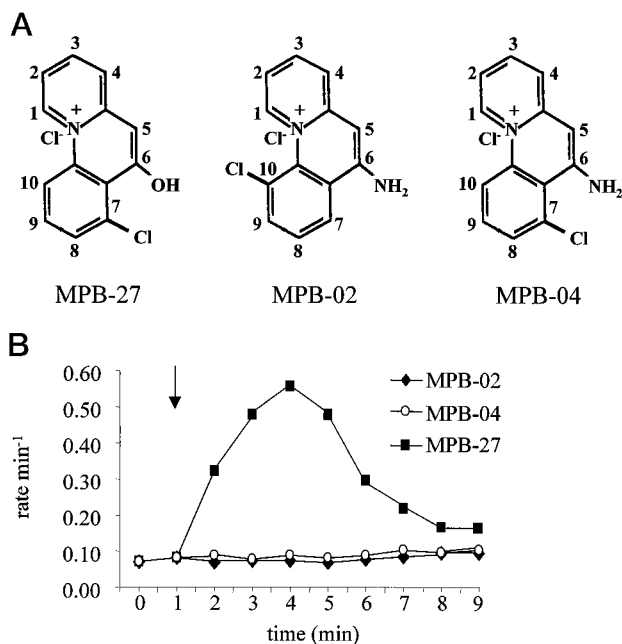 A
3 3 3
2 4 2 4 2 4
1 + 5 1 + 5 1 + 5
Cl⁻ N Cl⁻ N Cl⁻ N
6 10 6 6
10 OH Cl NH₂ 10 NH₂
7 7
9 Cl 9 7 9 Cl
8 8 8
MPB-27 MPB-02 MPB-04
B
0.60
0.50
0.40
0.30
0.20
0.10
0.00
rate min⁻¹
MPB-02
MPB-04
MPB-27
0 1 2 3 4 5 6 7 8 9
time (min)